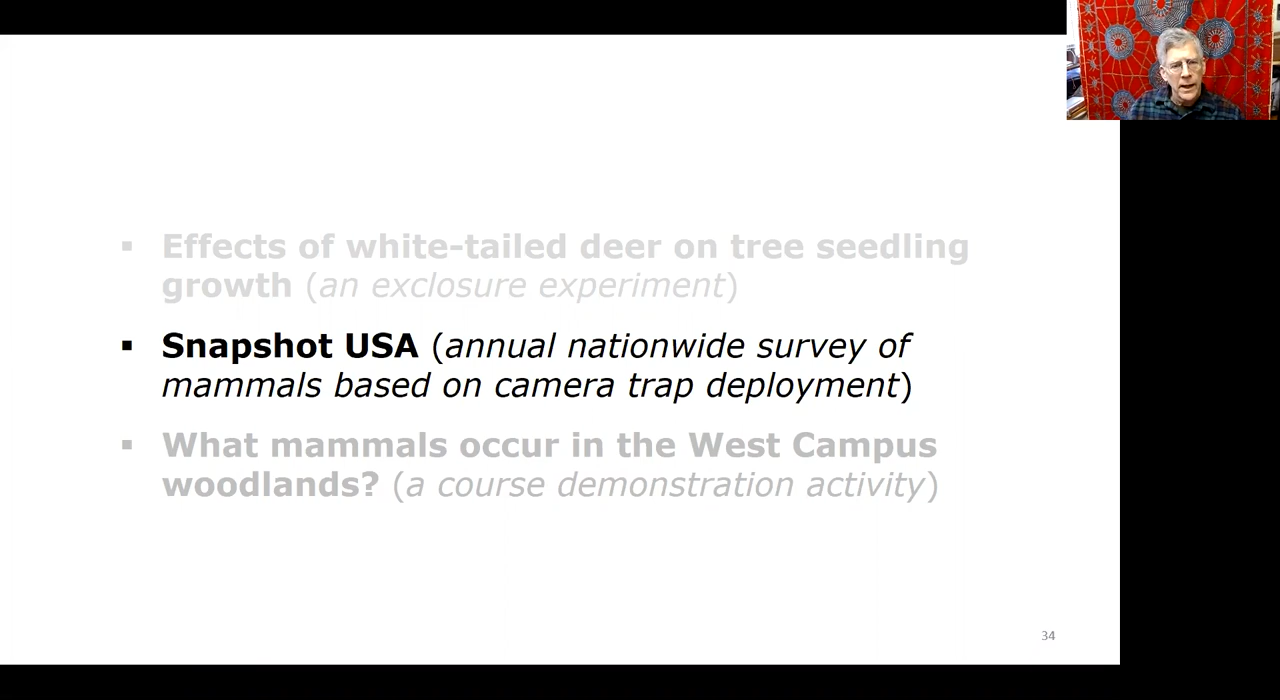 ▪ Effects of white-tailed deer on tree seedling
growth (an exclosure experiment)
▪ Snapshot USA (annual nationwide survey of
mammals based on camera trap deployment)
▪ What mammals occur in the West Campus
woodlands? (a course demonstration activity)
34